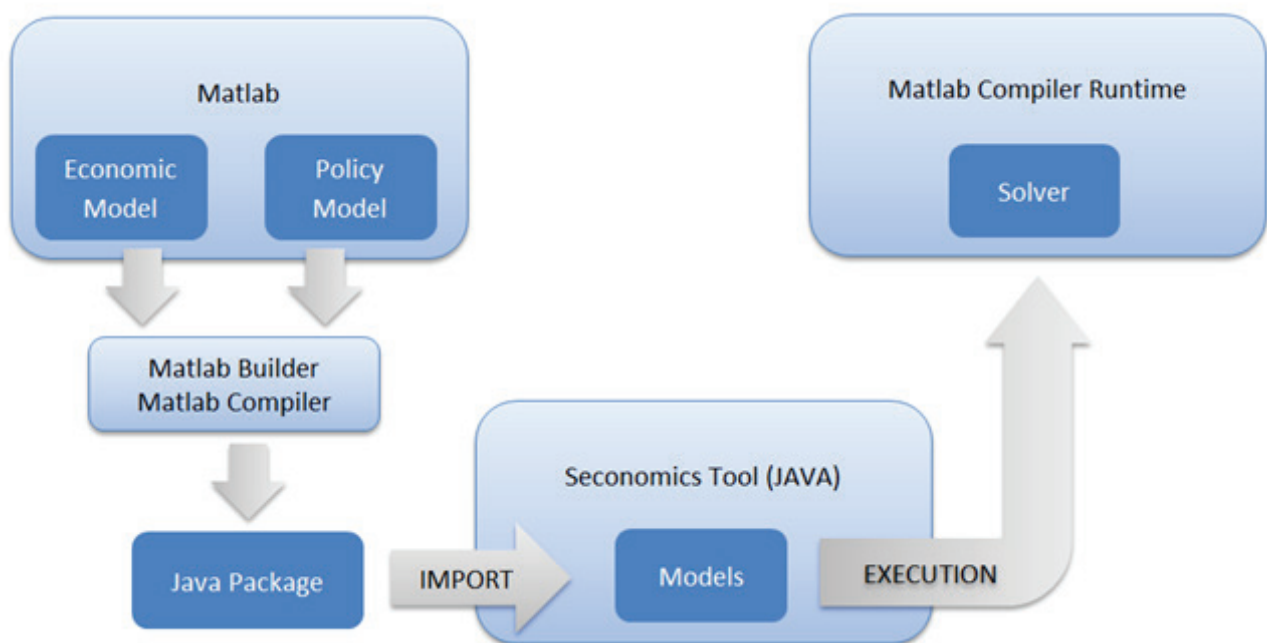 Matlab
Economic
Model
Policy
Model
Matlab Builder
Matlab Compiler
Java Package
IMPORT
Seconomics Tool (JAVA)
Models
EXECUTION
Matlab Compiler Runtime
Solver